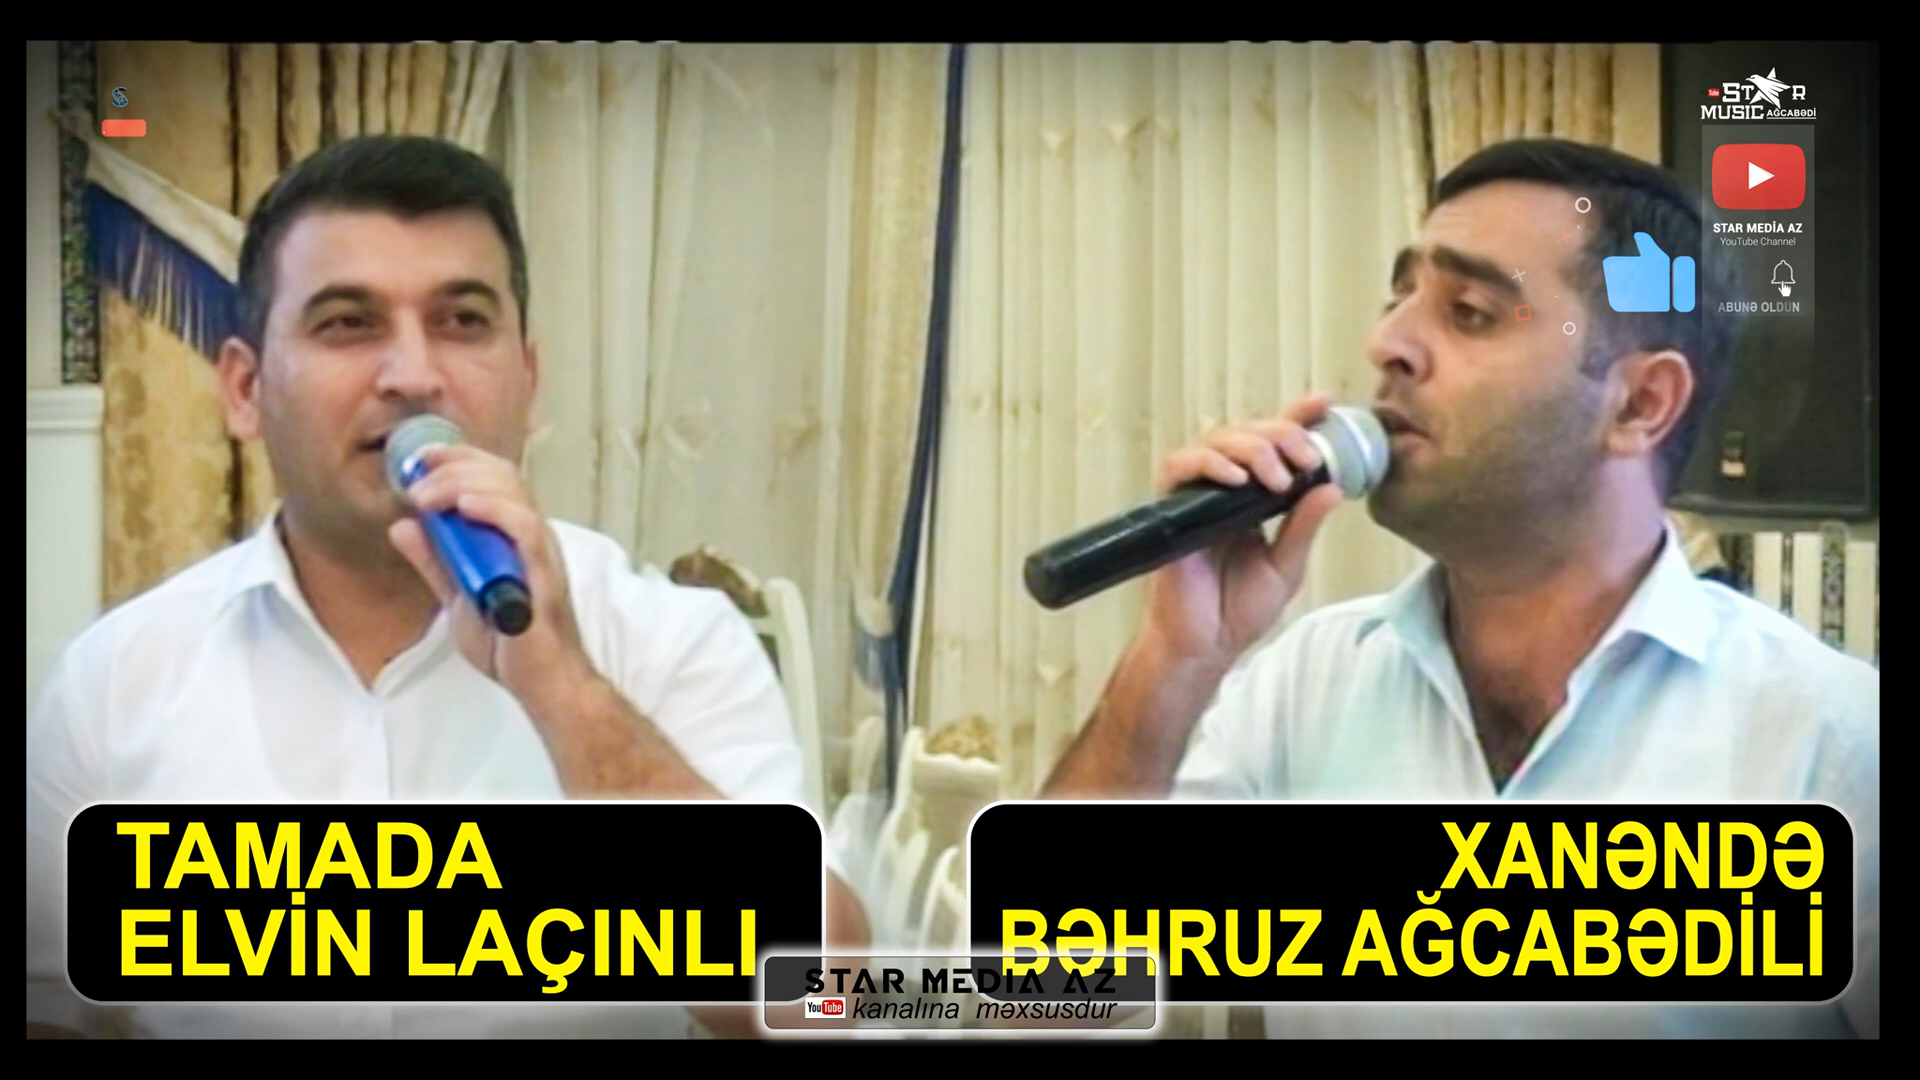 STAR
MUSIC AĞCABƏDİ
STAR MEDİA AZ
YouTube Channel
ABUNƏ OLDUN
TAMADA
ELVİN LAÇINLI
XANƏNDƏ
BƏHRUZ AĞCABƏDİLİ
STAR MEDIA AZ
YouTube kanalına məxsusdur